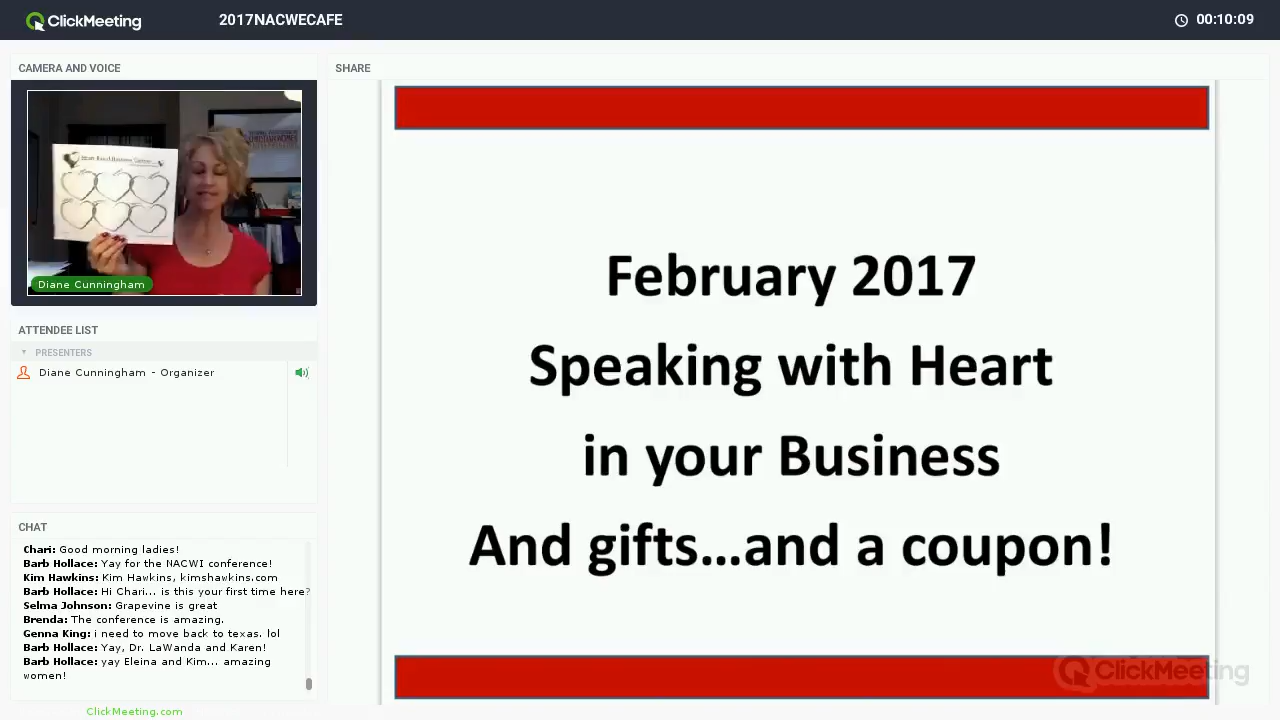 ClickMeeting
2017NACWECAFE
00:10:09
CAMERA AND VOICE
Heart Based Business
Diane Cunningham
ATTENDEE LIST
PRESENTERS
Diane Cunningham - Organizer
CHAT
Chari: Good morning ladies!
Barb Hollace: Yay for the NACWI conference!
Kim Hawkins: Kim Hawkins, kimshawkins.com
Barb Hollace: Hi Chari... is this your first time here?
Selma Johnson: Grapevine is great
Brenda: The conference is amazing.
Genna King: i need to move back to texas. lol
Barb Hollace: Yay, Dr. LaWanda and Karen!
Barb Hollace: yay Eleina and Kim... amazing
women!
ClickMeeting.com
SHARE
February 2017
Speaking with Heart
in your Business
And gifts...and a coupon!
ClickMeeting